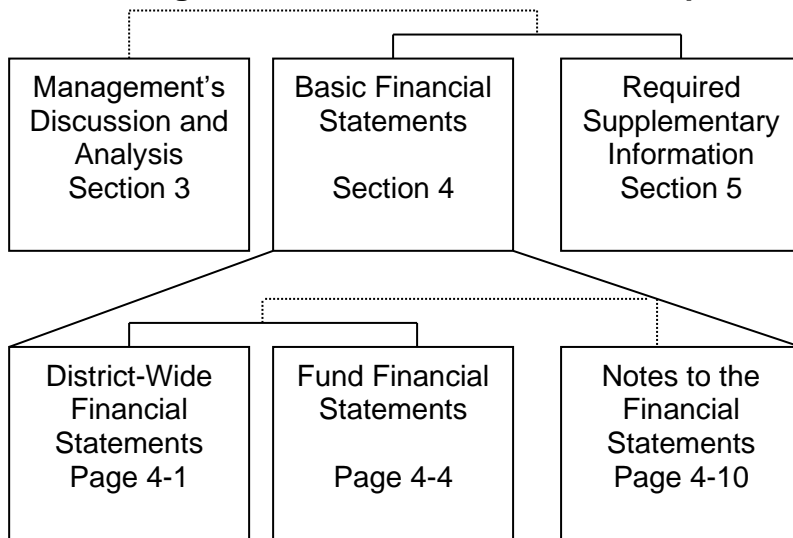 Management's
Discussion and
Analysis
Section 3
Basic Financial
Statements
Section 4
Required
Supplementary
Information
Section 5
District-Wide
Financial
Statements
Page 4-1
Fund Financial
Statements
Page 4-4
Notes to the
Financial
Statements
Page 4-10